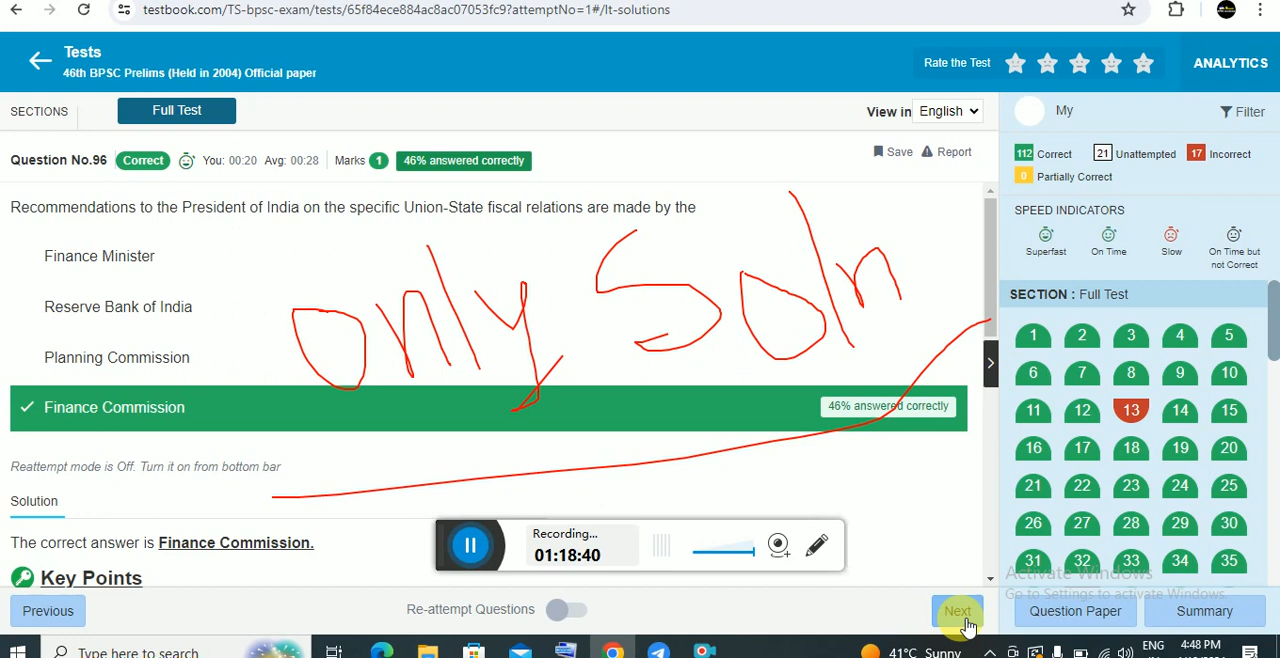 testbook.com/TS-bpsc-exam/tests/65f84ece884ac8ac07053fc9?attemptNo=1#/lt-solutions
Tests
46th BPSC Prelims (Held in 2004) Official paper
Rate the Test
ANALYTICS
SECTIONS
Full Test
View in English
My
Filter
Question No.96 Correct You: 00:20 Avg: 00:28 Marks 1 46% answered correctly
Save Report
112 Correct 21 Unattempted 17 Incorrect
0 Partially Correct
Recommendations to the President of India on the specific Union-State fiscal relations are made by the
Finance Minister
Reserve Bank of India
Planning Commission
Finance Commission
46% answered correctly
only Soln
SPEED INDICATORS
Superfast On Time Slow On Time but not Correct
SECTION : Full Test
1 2 3 4 5
6 7 8 9 10
11 12 13 14 15
16 17 18 19 20
21 22 23 24 25
26 27 28 29 30
31 32 33 34 35
Reattempt mode is Off. Turn it on from bottom bar
Solution
The correct answer is Finance Commission.
Key Points
Recording...
01:18:40
Activate Windows
Go to Settings to activate Windows.
Previous
Re-attempt Questions
Next
Question Paper
Summary
Type here to search
41°C Sunny
ENG
4:48 PM